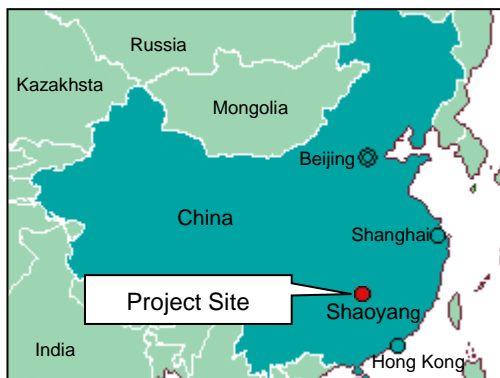 Russia
Kazakhsta
Mongolia
Beijing
China
Shanghai
Project Site
Shaoyang
India
Hong Kong